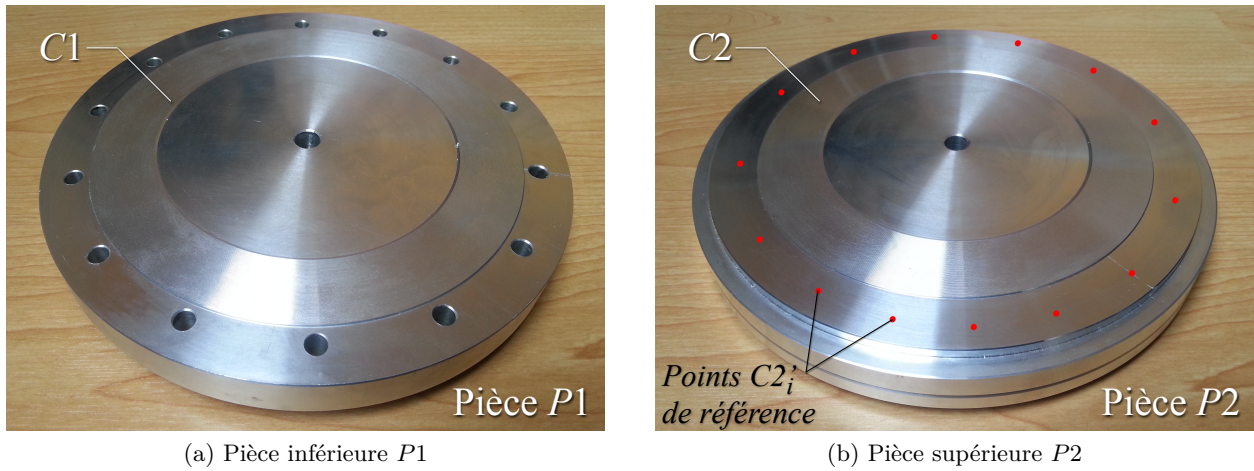 C1
Pièce P1
(a) Pièce inférieure P1
C2
Points C2'i
de référence
Pièce P2
(b) Pièce supérieure P2